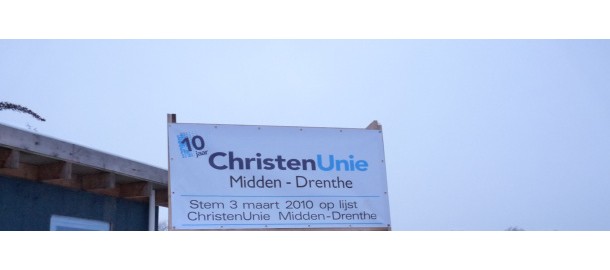 10
jaar
ChristenUnie
Midden - Drenthe
Stem 3 maart 2010 op lijst
ChristenUnie Midden-Drenthe